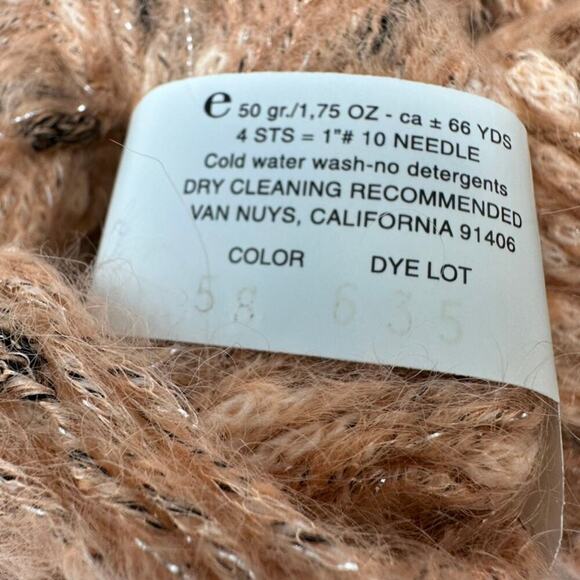 ℮ 50 gr./1,75 OZ - ca ± 66 YDS
4 STS = 1"# 10 NEEDLE
Cold water wash-no detergents
DRY CLEANING RECOMMENDED
VAN NUYS, CALIFORNIA 91406
COLOR DYE LOT
58 635